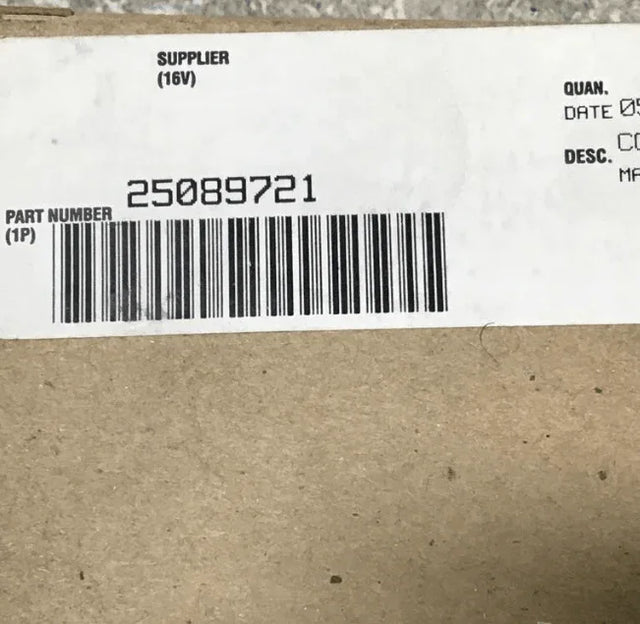 SUPPLIER
(16V)
QUAN.
DATE
DESC.
25089721
PART NUMBER
(1P)